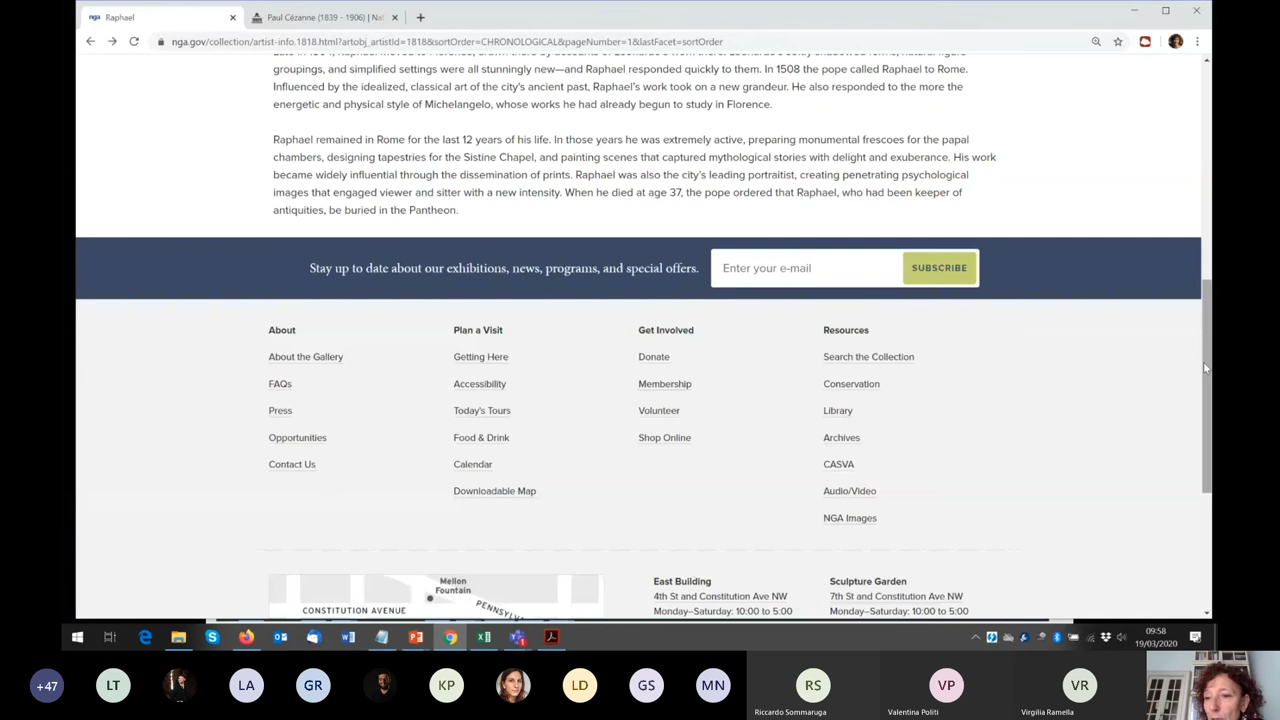 nga Raphael
Paul Cézanne (1839 - 1906) | Nat
nga.gov/collection/artist-info.1818.html?artobj_artistId=1818&sortOrder=CHRONOLOGICAL&pageNumber=1&lastFacet=sortOrder
groupings, and simplified settings were all stunningly new—and Raphael responded quickly to them. In 1508 the pope called Raphael to Rome.
Influenced by the idealized, classical art of the city's ancient past, Raphael's work took on a new grandeur. He also responded to the more the
energetic and physical style of Michelangelo, whose works he had already begun to study in Florence.
Raphael remained in Rome for the last 12 years of his life. In those years he was extremely active, preparing monumental frescoes for the papal
chambers, designing tapestries for the Sistine Chapel, and painting scenes that captured mythological stories with delight and exuberance. His work
became widely influential through the dissemination of prints. Raphael was also the city's leading portraitist, creating penetrating psychological
images that engaged viewer and sitter with a new intensity. When he died at age 37, the pope ordered that Raphael, who had been keeper of
antiquities, be buried in the Pantheon.
Stay up to date about our exhibitions, news, programs, and special offers. Enter your e-mail SUBSCRIBE
About
About the Gallery
FAQs
Press
Opportunities
Contact Us
Plan a Visit
Getting Here
Accessibility
Today's Tours
Food & Drink
Calendar
Downloadable Map
Get Involved
Donate
Membership
Volunteer
Shop Online
Resources
Search the Collection
Conservation
Library
Archives
CASVA
Audio/Video
NGA Images
Mellon
Fountain
CONSTITUTION AVENUE
PENNSYLV
East Building
4th St and Constitution Ave NW
Monday–Saturday: 10:00 to 5:00
Sculpture Garden
7th St and Constitution Ave NW
Monday–Saturday: 10:00 to 5:00
09:58
19/03/2020
+47 LT LA GR KP LD GS MN RS VP VR
Riccardo Sommaruga Valentina Politi Virgilia Ramella